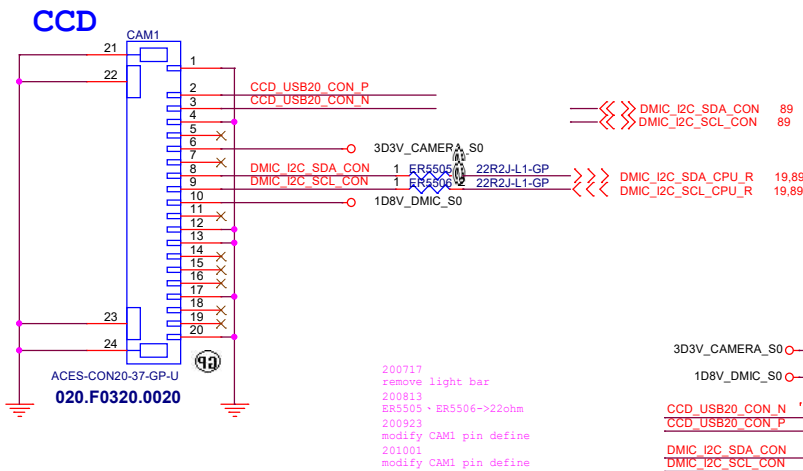 CCD
CAM1
21
22
23
24
1
2
3
4
5
6
7
8
9
10
11
12
13
14
15
16
17
18
19
20
CCD_USB20_CON_P
CCD_USB20_CON_N
3D3V_CAMERA_S0
DMIC_I2C_SDA_CON 1 ER5505 22R2J-L1-GP
DMIC_I2C_SCL_CON 1 ER5506 2 22R2J-L1-GP
1D8V_DMIC_S0
DMIC_I2C_SDA_CON 89
DMIC_I2C_SCL_CON 89
DMIC_I2C_SDA_CPU_R 19,89
DMIC_I2C_SCL_CPU_R 19,89
GP
ACES-CON20-37-GP-U
020.F0320.0020
200717
remove light bar
200813
ER5505、ER5506->22ohm
200923
modify CAM1 pin define
201001
modify CAM1 pin define
3D3V_CAMERA_S0
1D8V_DMIC_S0
CCD_USB20_CON_N
CCD_USB20_CON_P
DMIC_I2C_SDA_CON
DMIC_I2C_SCL_CON